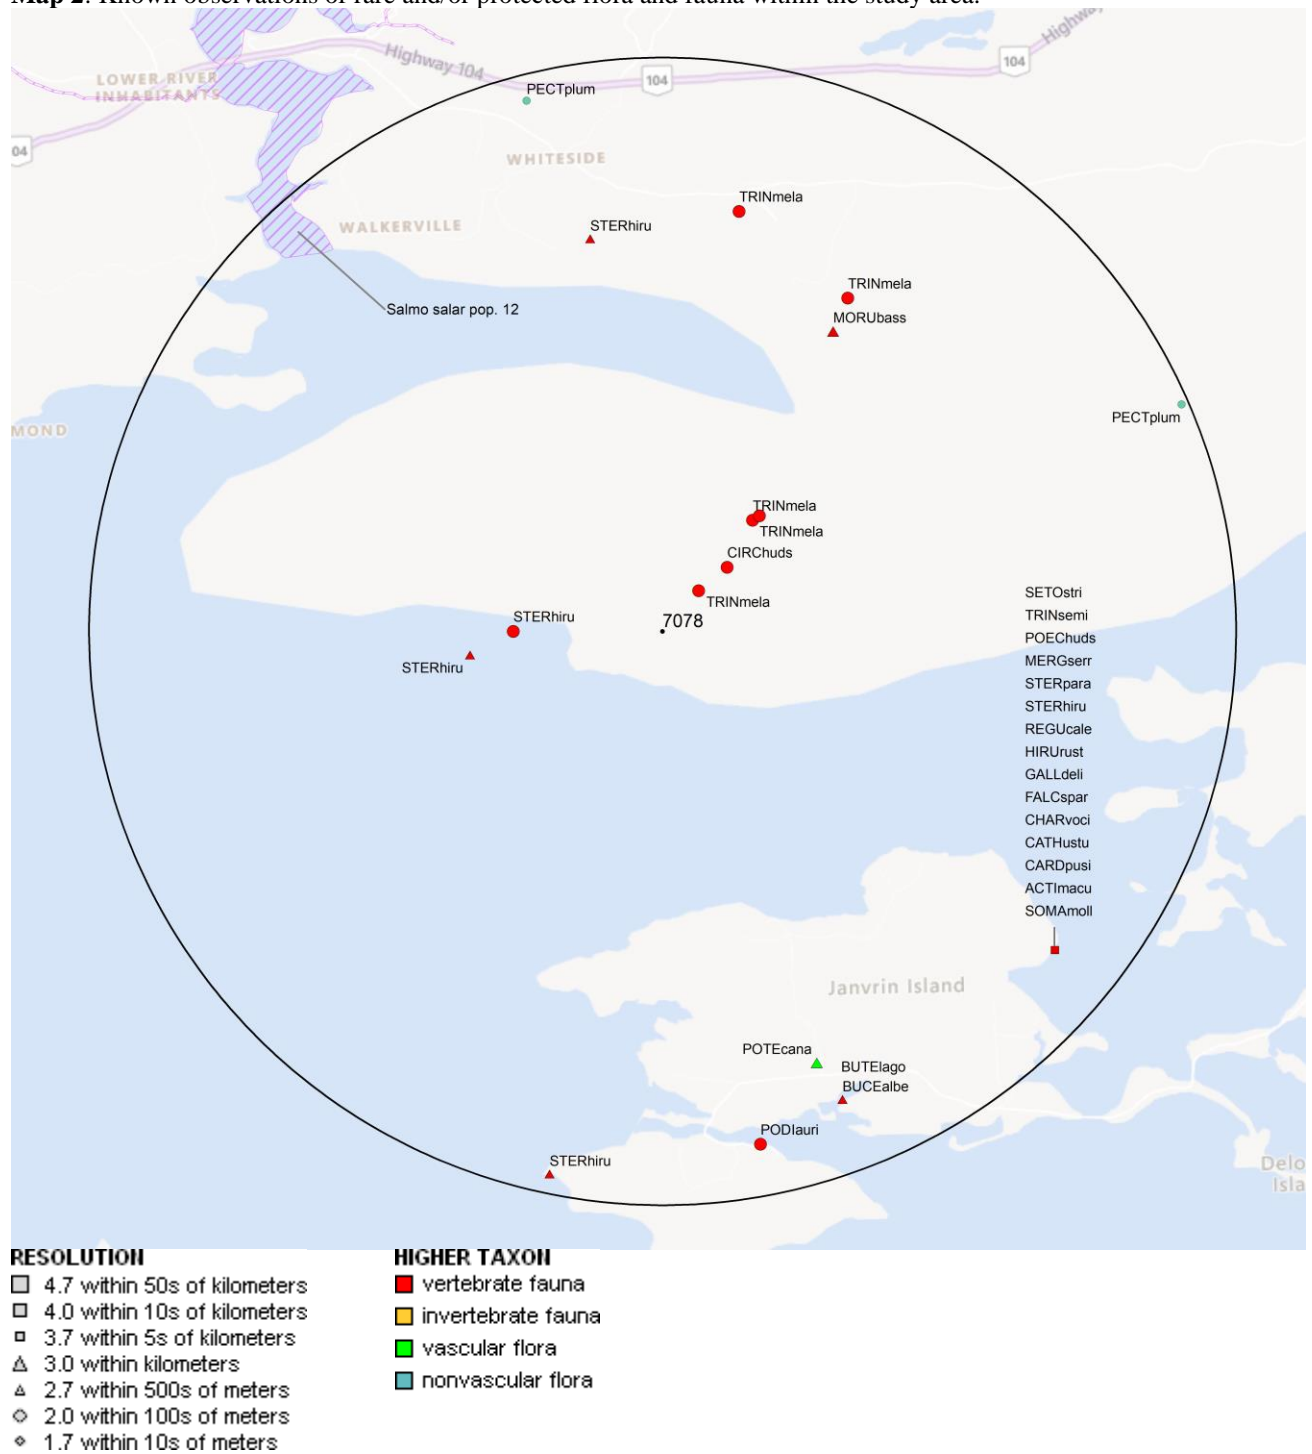 Map 2: Known observations of rare and/or protected flora and fauna within the study area.
Highway 104
Highway
104
104
LOWER RIVER
INHABITANTS
PECTplum
04
WHITESIDE
TRINmela
WALKERVILLE
STERhiru
TRINmela
Salmo salar pop. 12
MORUbass
PECTplum
MOND
TRINmela
TRINmela
CIRChuds
TRINmela
STERhiru
7078
STERhiru
SETOstri
TRINsemi
POEChuds
MERGserr
STERpara
STERhiru
REGUcale
HIRUrust
GALLdeli
FALCspar
CHARvoci
CATHustu
CARDpusi
ACTImacu
SOMAmoll
Janvrin Island
POTEcana
BUTElago
BUCEalbe
PODIauri
STERhiru
Delo
Isla
RESOLUTION
4.7 within 50s of kilometers
4.0 within 10s of kilometers
3.7 within 5s of kilometers
3.0 within kilometers
2.7 within 500s of meters
2.0 within 100s of meters
1.7 within 10s of meters
HIGHER TAXON
vertebrate fauna
invertebrate fauna
vascular flora
nonvascular flora